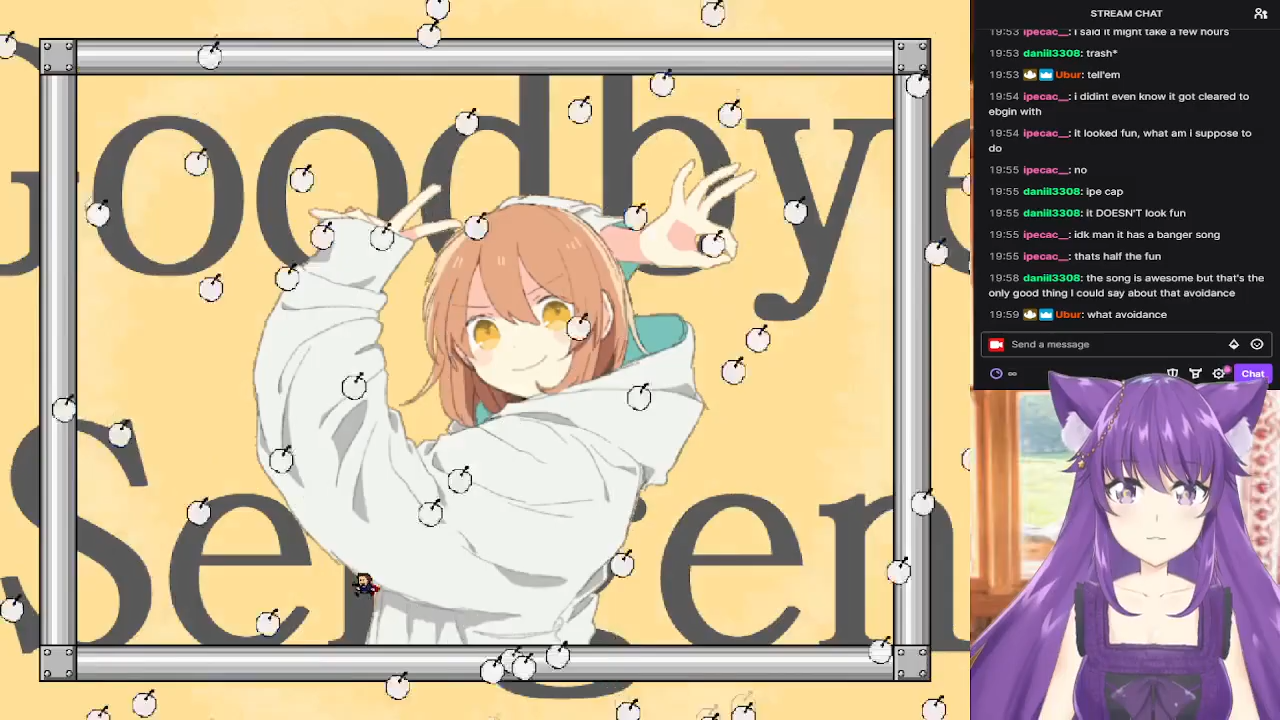 Goodbye
Sengen
STREAM CHAT
19:53 ipecac__: i said it might take a few hours
19:53 daniil3308: trash*
19:53 Ubur: tell'em
19:54 ipecac__: i didint even know it got cleared to
ebgin with
19:54 ipecac__: it looked fun, what am i suppose to
do
19:55 ipecac__: no
19:55 daniil3308: ipe cap
19:55 daniil3308: it DOESN'T look fun
19:55 ipecac__: idk man it has a banger song
19:55 ipecac__: thats half the fun
19:58 daniil3308: the song is awesome but that's the
only good thing I could say about that avoidance
19:59 Ubur: what avoidance
Send a message
Chat